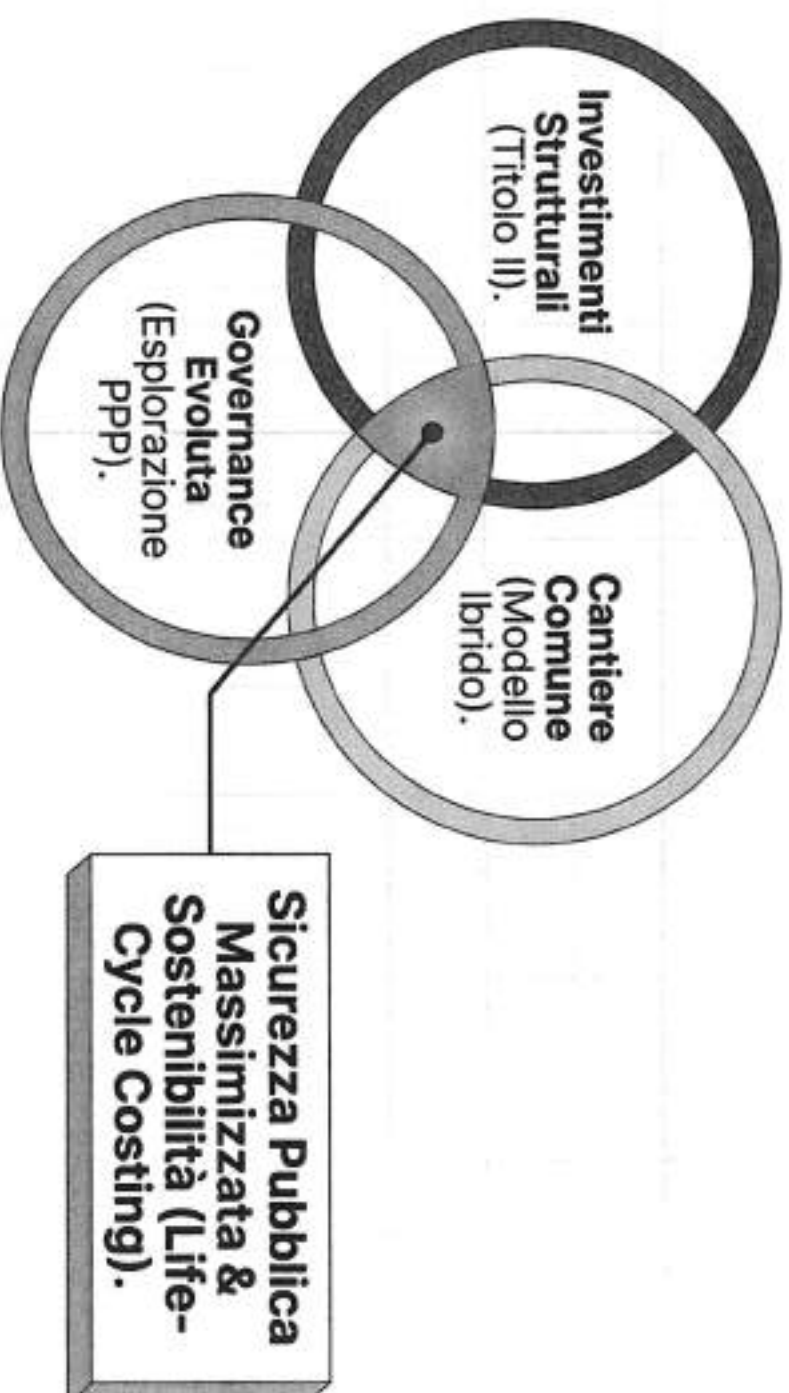 Investimenti
Strutturali
(Titolo II).
Cantiere
Comune
(Modello
Ibrido).
Governance
Evoluta
(Esplorazione
PPP).
Sicurezza Pubblica
Massimizzata &
Sostenibilità (Life-
Cycle Costing).